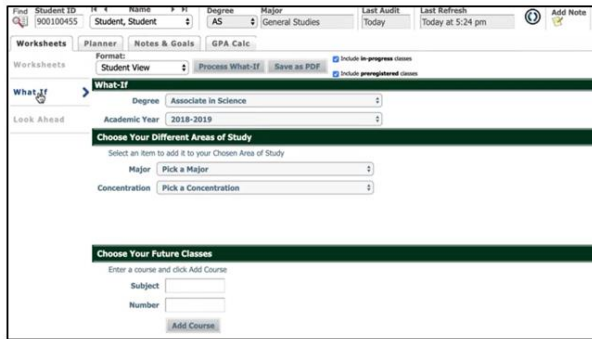 Find Student ID Name Degree Major Last Audit Last Refresh
900100455 Student, Student AS General Studies Today Today at 5:24 pm Add Note
Worksheets Planner Notes & Goals GPA Calc
Format:
Worksheets Student View Process What-If Save as PDF Include in-progress classes
Include preregistered classes
What-If
What-If
Degree Associate in Science
Academic Year 2018-2019
Look Ahead
Choose Your Different Areas of Study
Select an item to add it to your Chosen Area of Study
Major Pick a Major
Concentration Pick a Concentration
Choose Your Future Classes
Enter a course and click Add Course
Subject
Number
Add Course